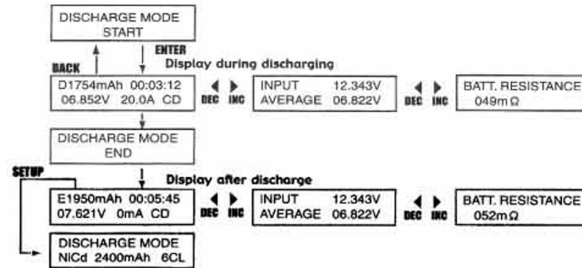 DISCHARGE MODE
START
ENTER
BACK
Display during discharging
D1754mAh 00:03:12
06.852V 20.0A CD
DEC INC
INPUT 12.343V
AVERAGE 06.822V
DEC INC
BATT. RESISTANCE
049mΩ
DISCHARGE MODE
END
SETUP
Display after discharge
E1950mAh 00:05:45
07.621V 0mA CD
DEC INC
INPUT 12.343V
AVERAGE 06.822V
DEC INC
BATT. RESISTANCE
052mΩ
DISCHARGE MODE
NiCd 2400mAh 6CL